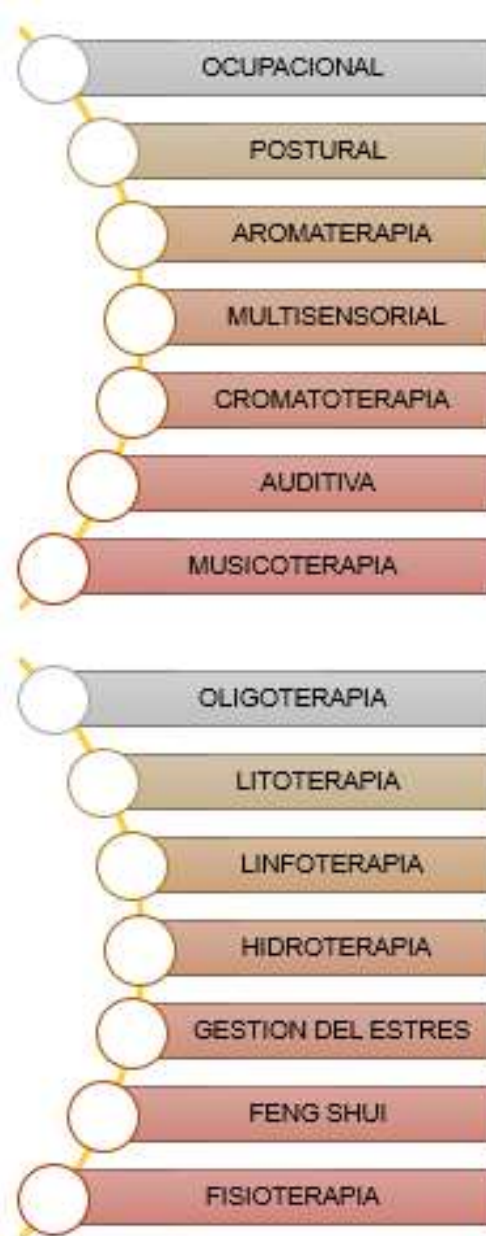 OCUPACIONAL
POSTURAL
AROMATERAPIA
MULTISENSORIAL
CROMATOTERAPIA
AUDITIVA
MUSICOTERAPIA
OLIGOTERAPIA
LITOTERAPIA
LINFOTERAPIA
HIDROTERAPIA
GESTION DEL ESTRES
FENG SHUI
FISIOTERAPIA